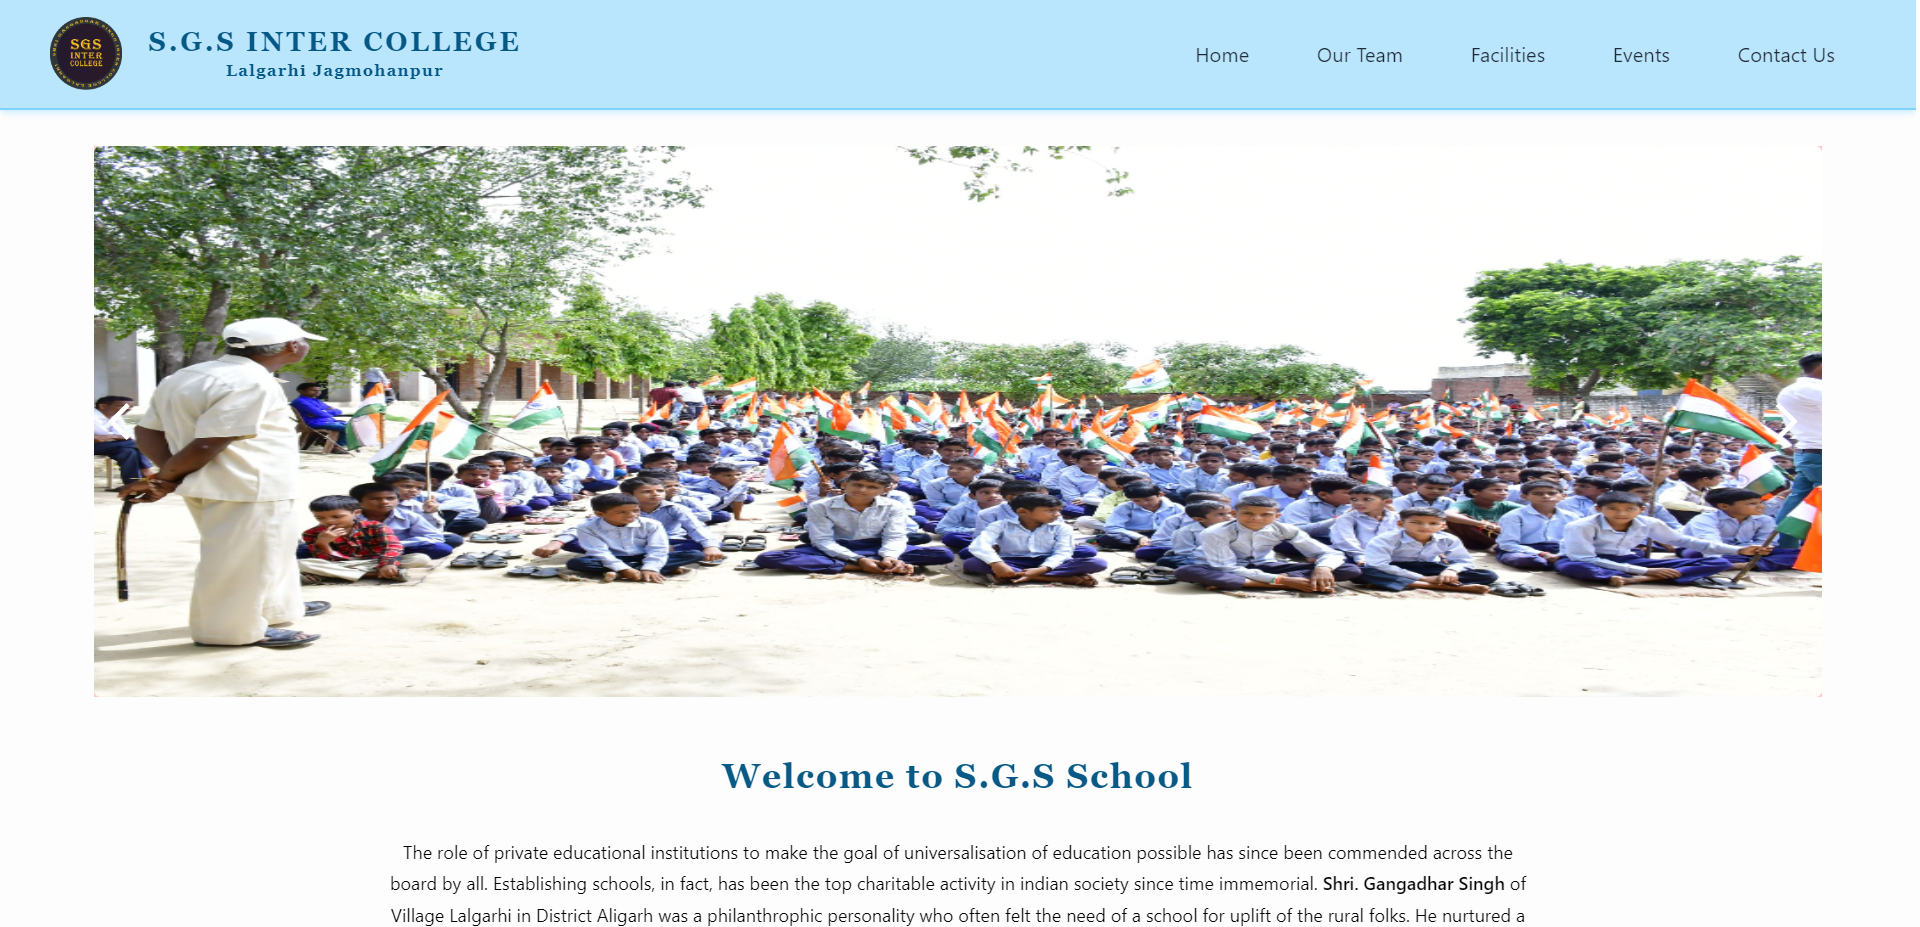 SGS
INTER
COLLEGE
S.G.S INTER COLLEGE
Lalgarhi Jagmohanpur
Home
Our Team
Facilities
Events
Contact Us
Welcome to S.G.S School
The role of private educational institutions to make the goal of universalisation of education possible has since been commended across the
board by all. Establishing schools, in fact, has been the top charitable activity in indian society since time immemorial. Shri. Gangadhar Singh of
Village Lalgarhi in District Aligarh was a philanthrophic personality who often felt the need of a school for uplift of the rural folks. He nurtured a